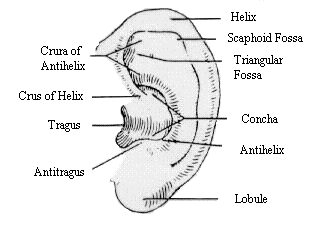 Helix
Scaphoid Fossa
Triangular
Fossa
Concha
Antihelix
Lobule
Crura of
Antihelix
Crus of Helix
Tragus
Antitragus